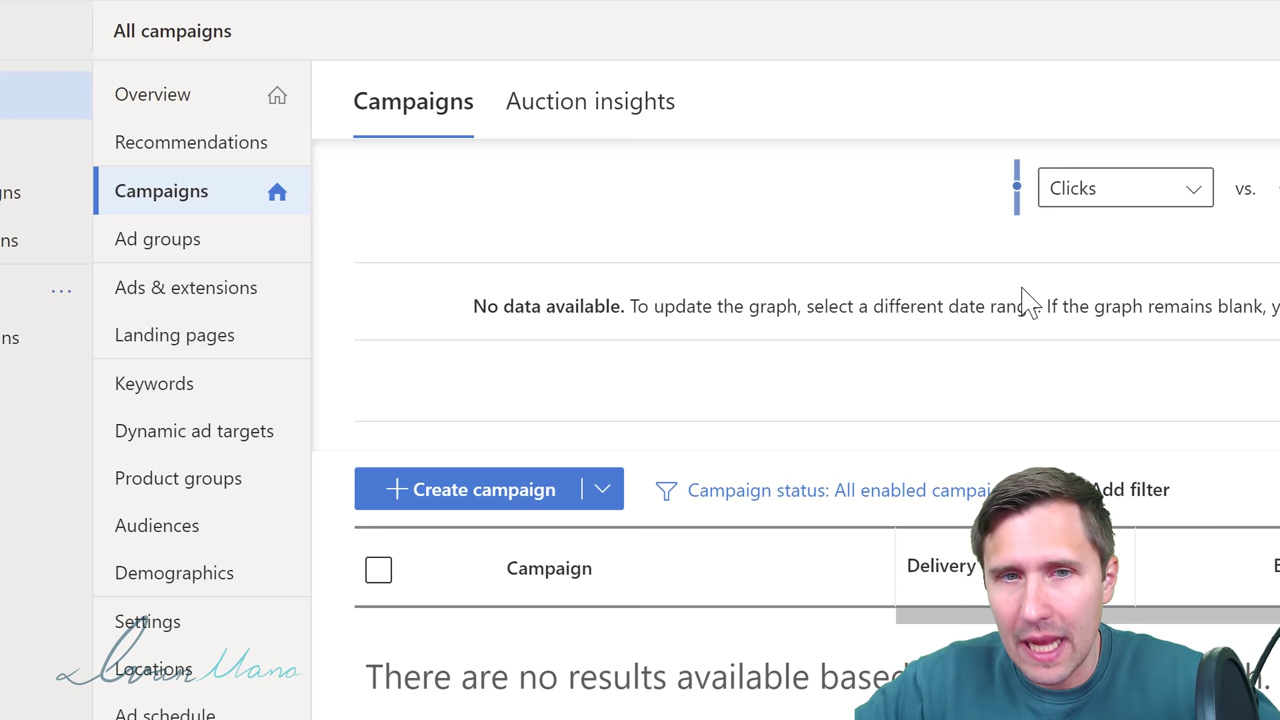 All campaigns
Overview
Recommendations
Campaigns
Ad groups
Ads & extensions
Landing pages
Keywords
Dynamic ad targets
Product groups
Audiences
Demographics
Settings
Locations
Ad schedule
gns
ns
ns
Campaigns Auction insights
Clicks vs.
No data available. To update the graph, select a different date If the graph remains blank,
Create campaign
Campaign status: All enabled
Add filter
Campaign
Delivery
There are no results available
Mana